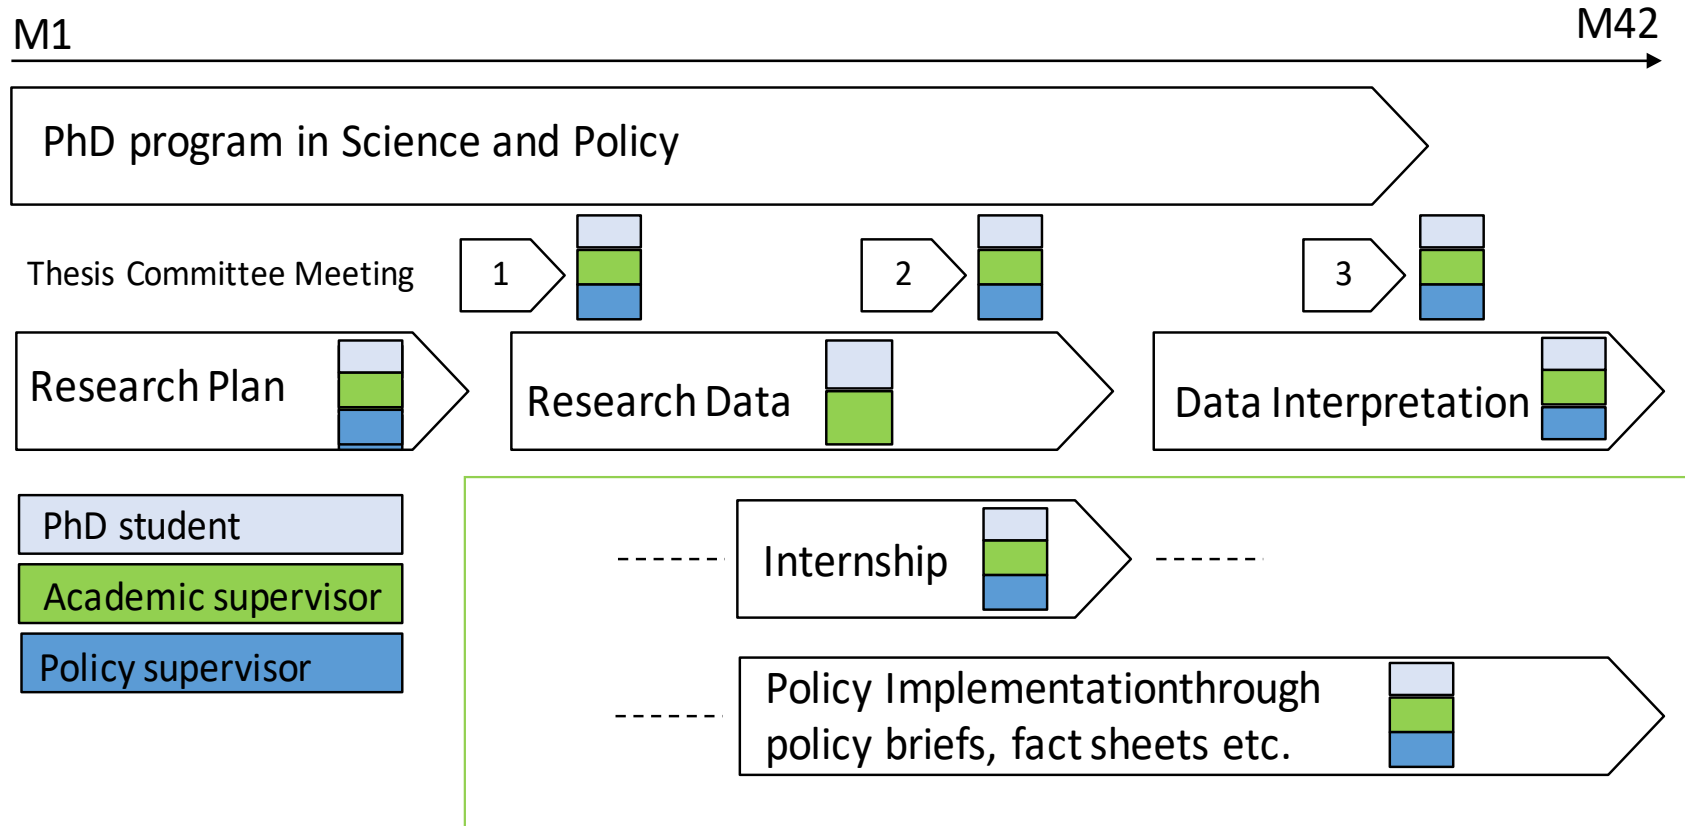 M1
M42
PhD program in Science and Policy
Thesis Committee Meeting
1
2
3
Research Plan
Research Data
Data Interpretation
PhD student
Academic supervisor
Policy supervisor
Internship
Policy Implementationthrough
policy briefs, fact sheets etc.